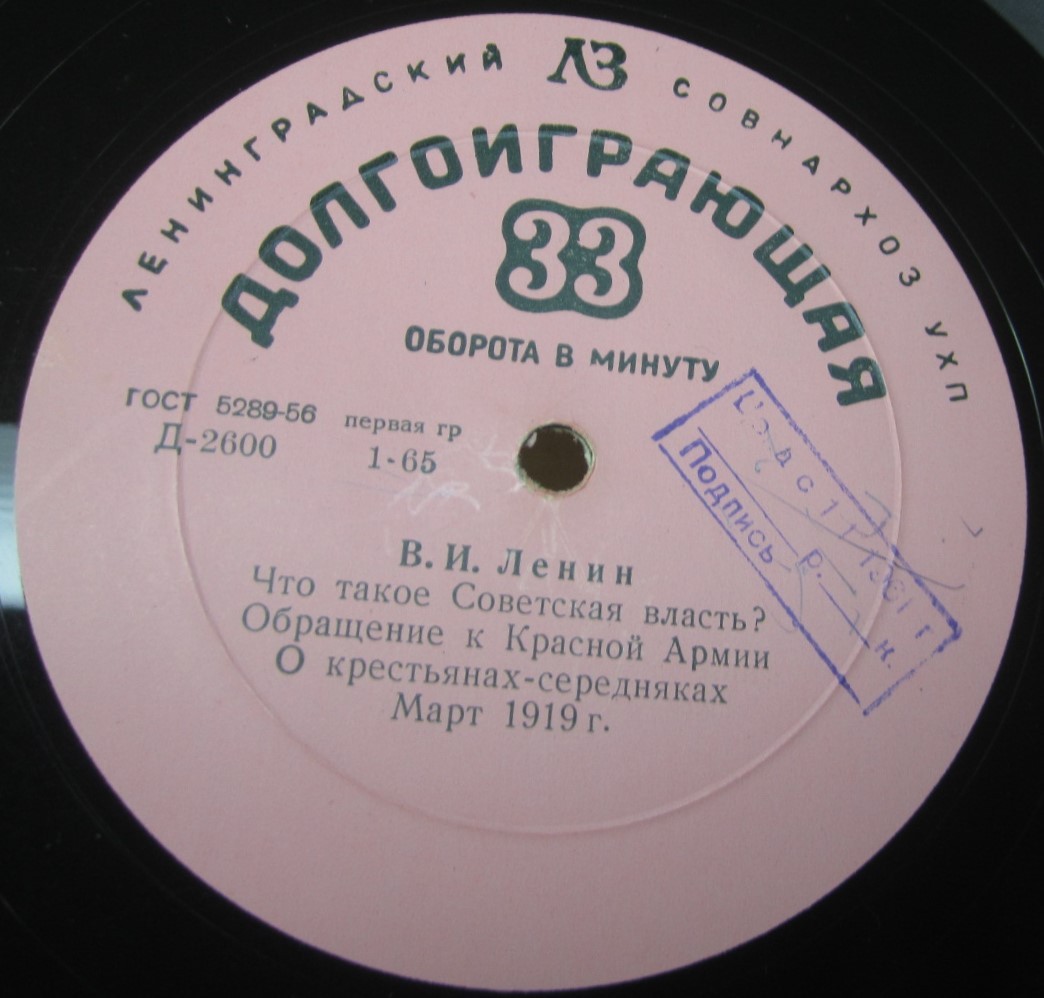 ЛЕНИНГРАДСКИЙ ЛЗ СОВНАРХОЗ УХП
ДОЛГОИГРАЮЩАЯ
33
ОБОРОТА В МИНУТУ
ГОСТ 5289-56 первая гр
Д-2600 1-65
В. И. Ленин
Что такое Советская власть?
Обращение к Красной Армии
О крестьянах-середняках
Март 1919 г.
Подпись р. к.